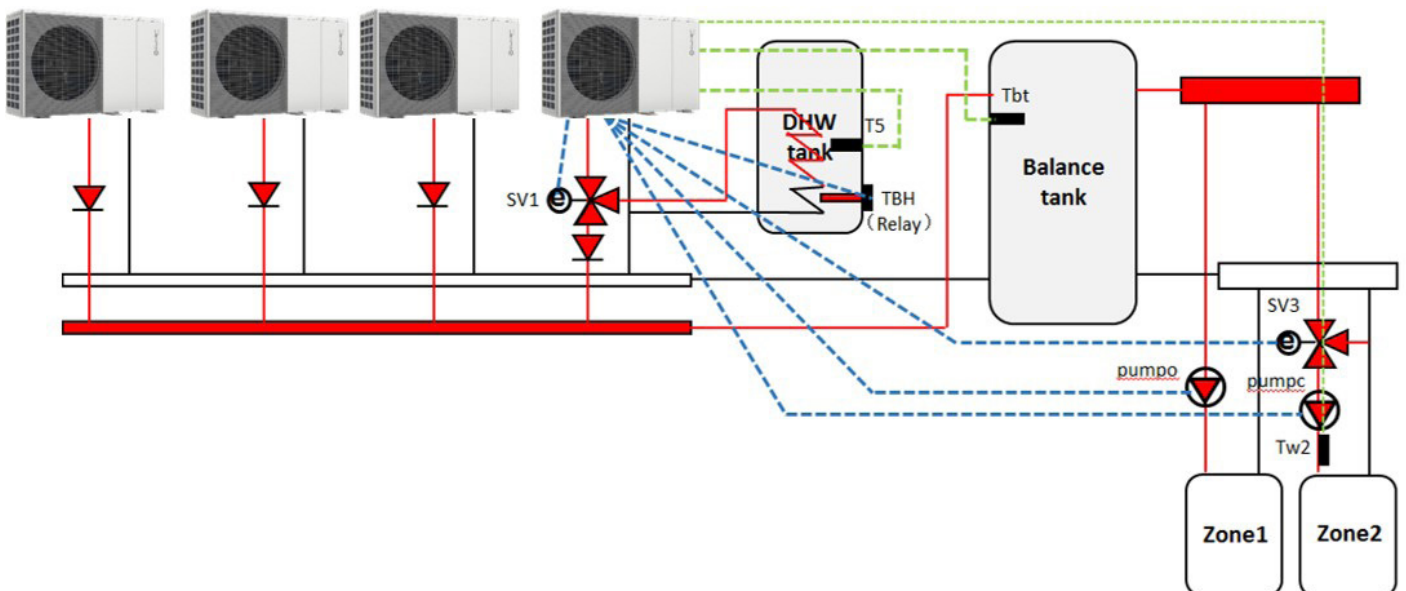 DHW
tank
T5
TBH
（Relay）
SV1
e
Tbt
Balance
tank
SV3
e
pumpo
pumpc
Tw2
Zone1
Zone2